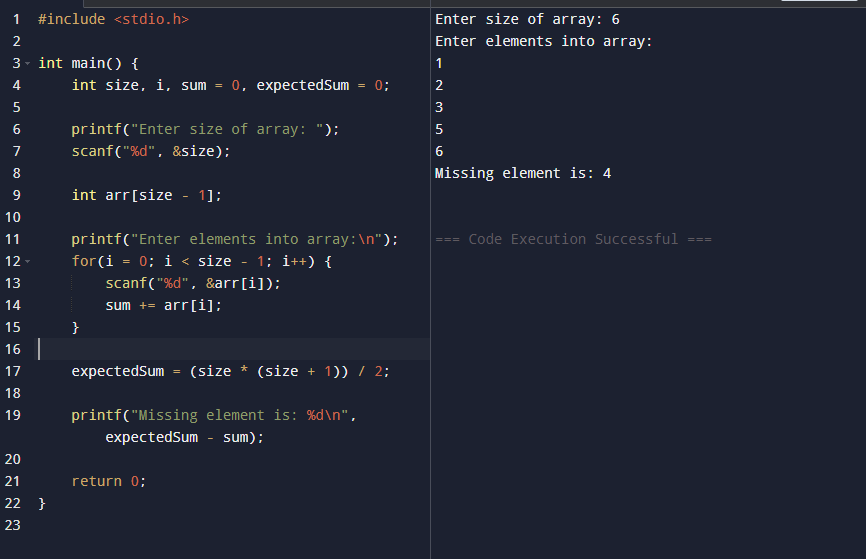 1 #include <stdio.h>
2
3 int main() {
4     int size, i, sum = 0, expectedSum = 0;
5
6     printf("Enter size of array: ");
7     scanf("%d", &size);
8
9     int arr[size - 1];
10
11     printf("Enter elements into array:\n");
12     for(i = 0; i < size - 1; i++) {
13         scanf("%d", &arr[i]);
14         sum += arr[i];
15     }
16
17     expectedSum = (size * (size + 1)) / 2;
18
19     printf("Missing element is: %d\n",
        expectedSum - sum);
20
21     return 0;
22 }
23
Enter size of array: 6
Enter elements into array:
1
2
3
5
6
Missing element is: 4
=== Code Execution Successful ===